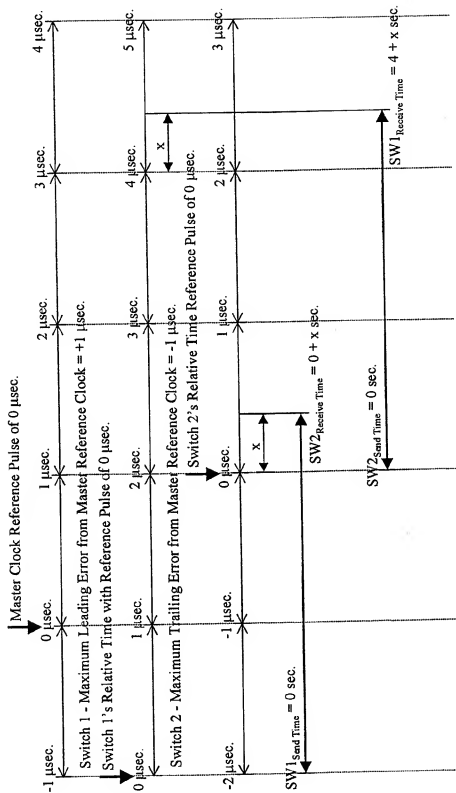 Master Clock Reference Pulse of 0 µsec.
-1 µsec.
0 µsec.
1 µsec.
2 µsec.
3 µsec.
4 µsec.
Switch 1 - Maximum Leading Error from Master Reference Clock = +1 µsec.
Switch 1's Relative Time with Reference Pulse of 0 µsec.
0 µsec.
1 µsec.
2 µsec.
3 µsec.
4 µsec.
5 µsec.
Switch 2 - Maximum Trailing Error from Master Reference Clock = -1 µsec.
x
Switch 2's Relative Time Reference Pulse of 0 µsec.
-2 µsec.
-1 µsec.
0 µsec.
1 µsec.
2 µsec.
3 µsec.
x
SW1Send Time = 0 sec.
SW2Receive Time = 0 + x sec.
SW2Send Time = 0 sec.
SW1Receive Time = 4 + x sec.